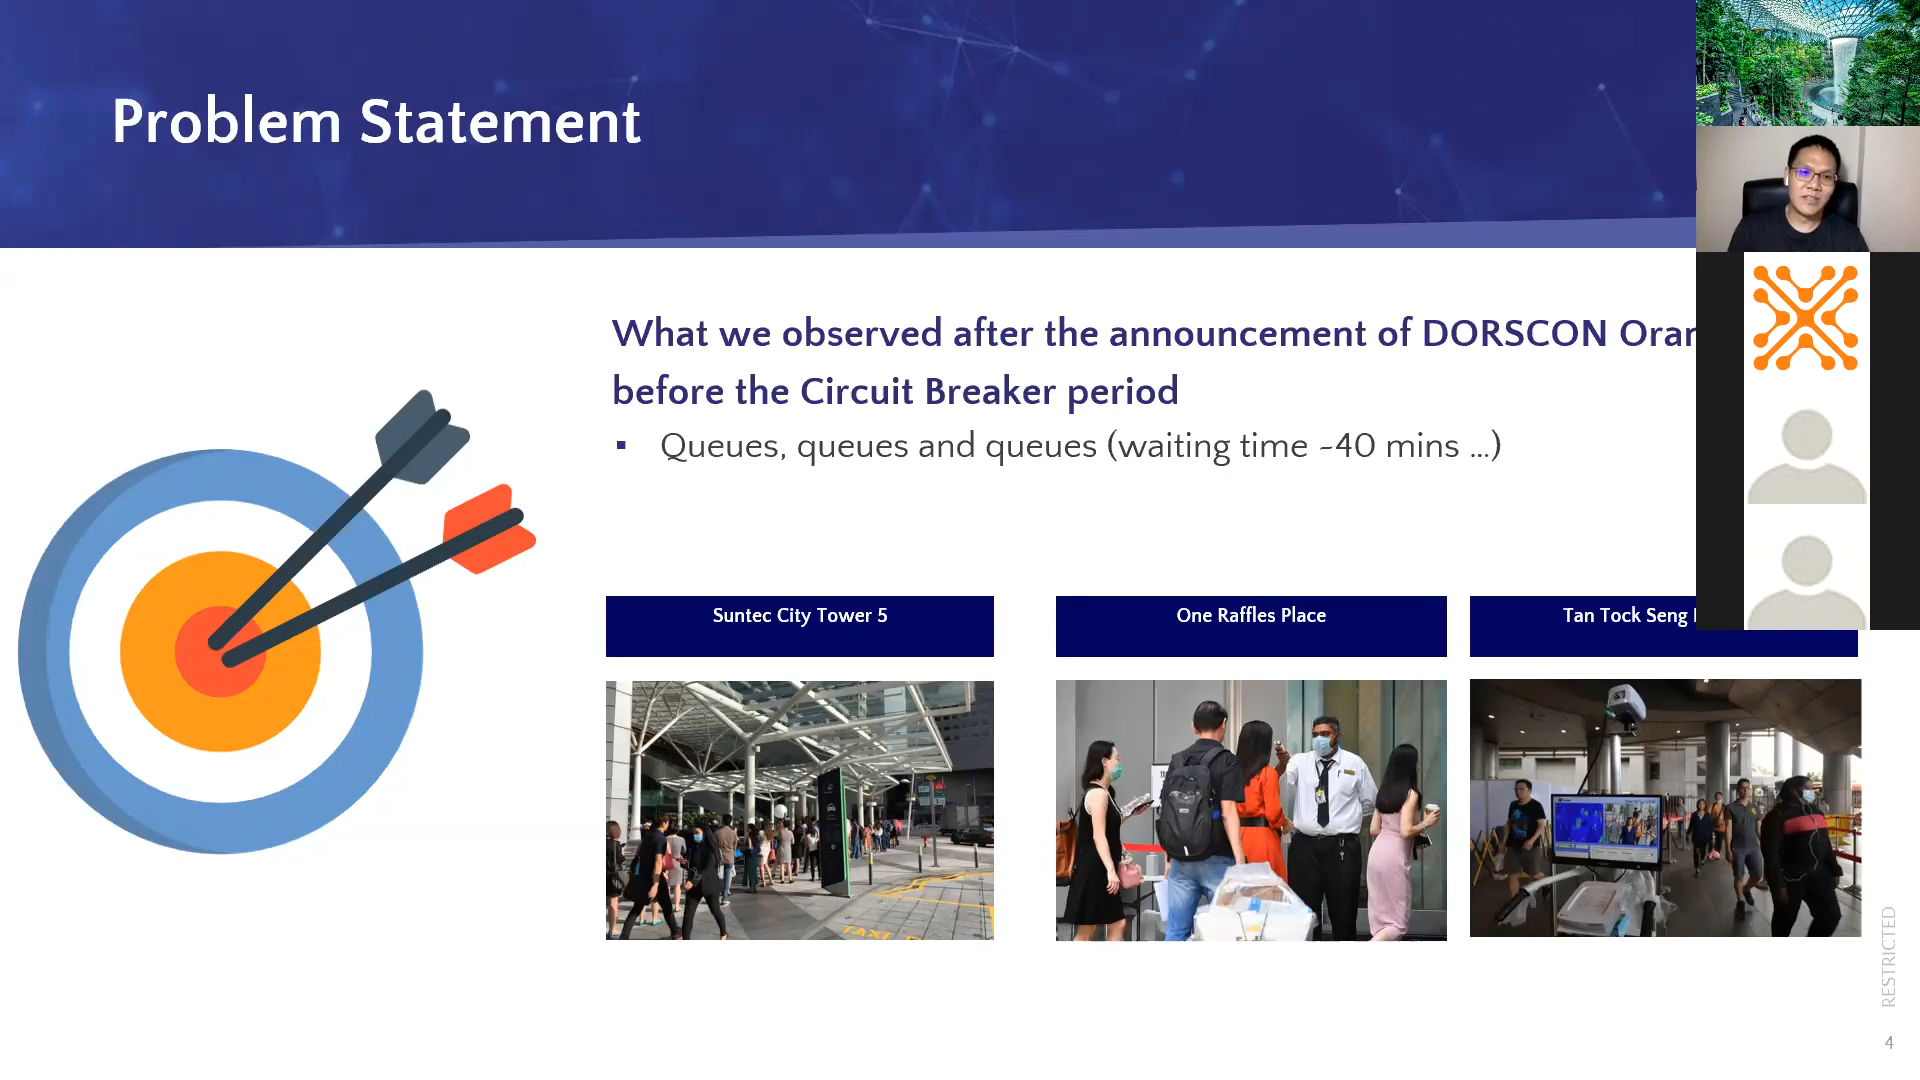 Problem Statement
What we observed after the announcement of DORSCON
before the Circuit Breaker period
▪ Queues, queues and queues (waiting time ~40 mins ...)
Suntec City Tower 5
One Raffles Place
Tan Tock Seng
TAXI
RESTRICTED
4